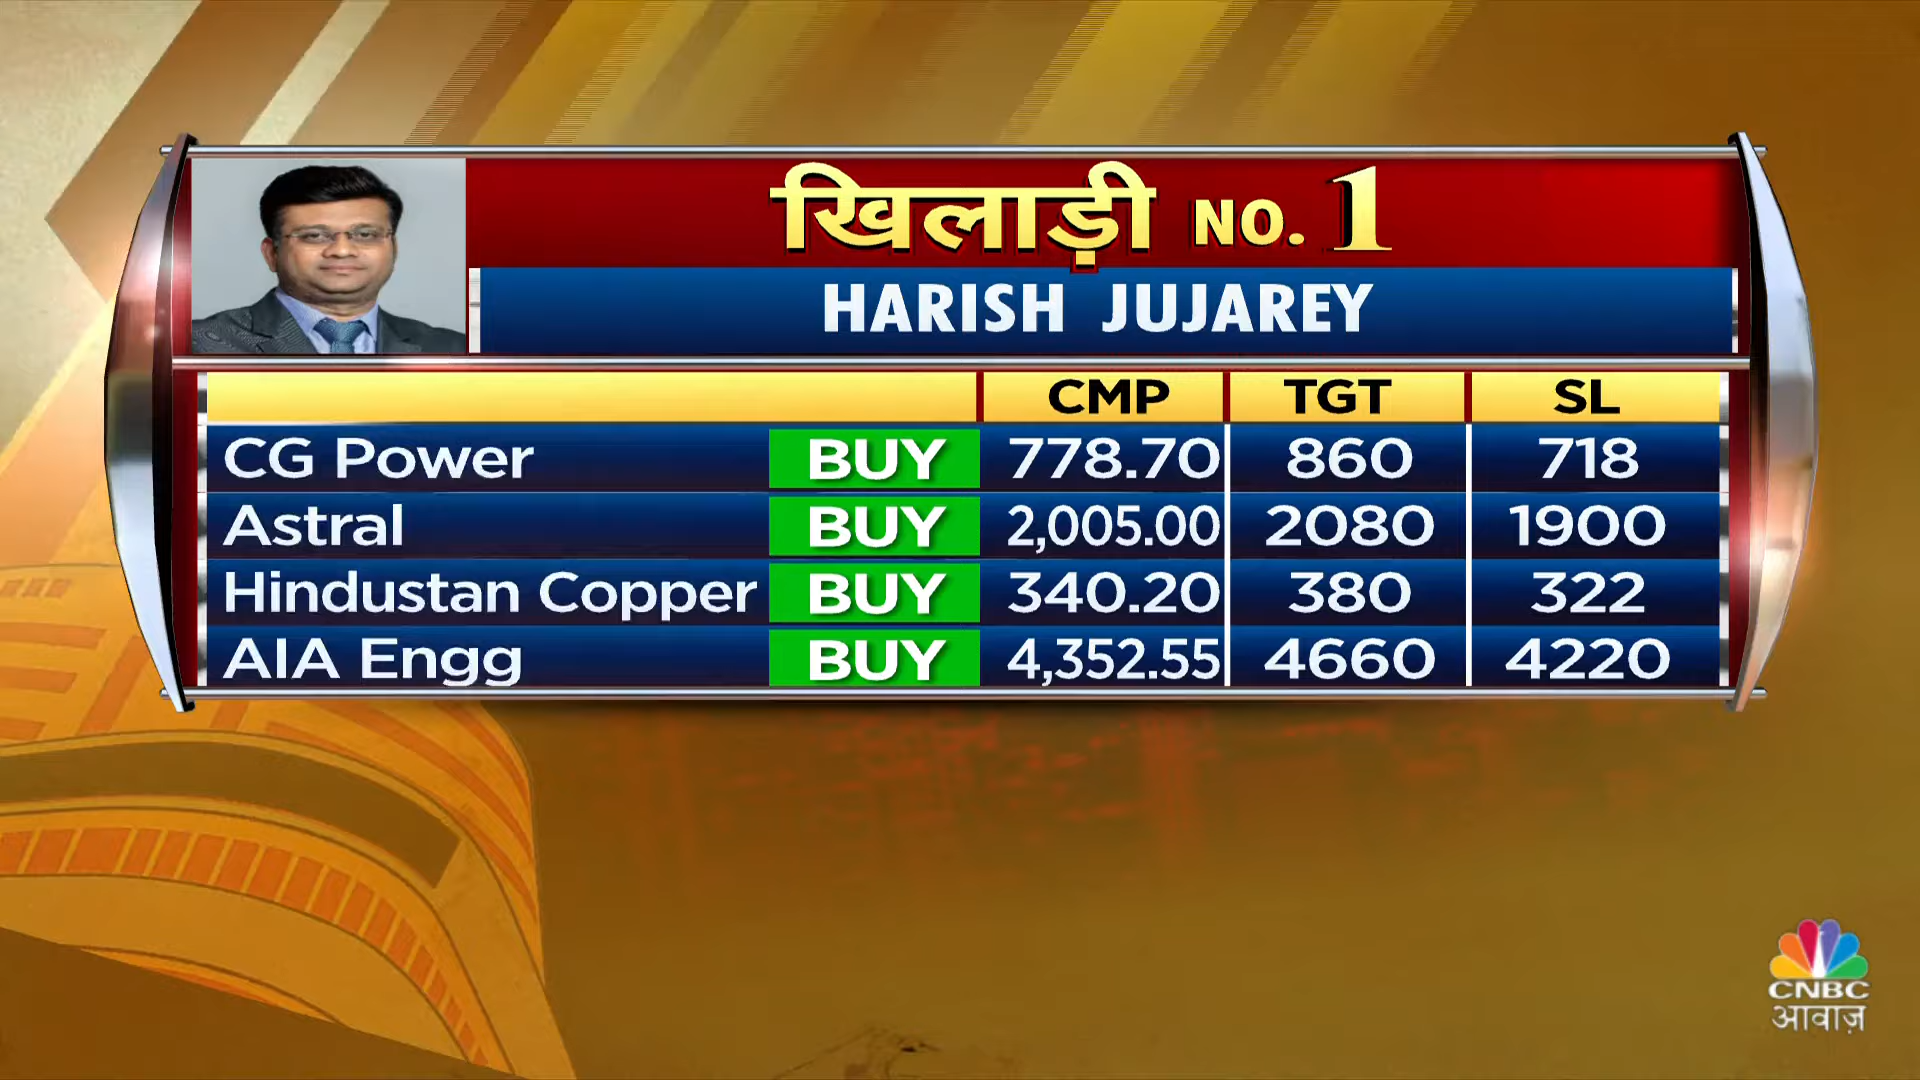 खिलाड़ी NO. 1
HARISH JUJAREY
CMP TGT SL
CG Power BUY 778.70 860 718
Astral BUY 2,005.00 2080 1900
Hindustan Copper BUY 340.20 380 322
AIA Engg BUY 4,352.55 4660 4220
CNBC
आवाज़